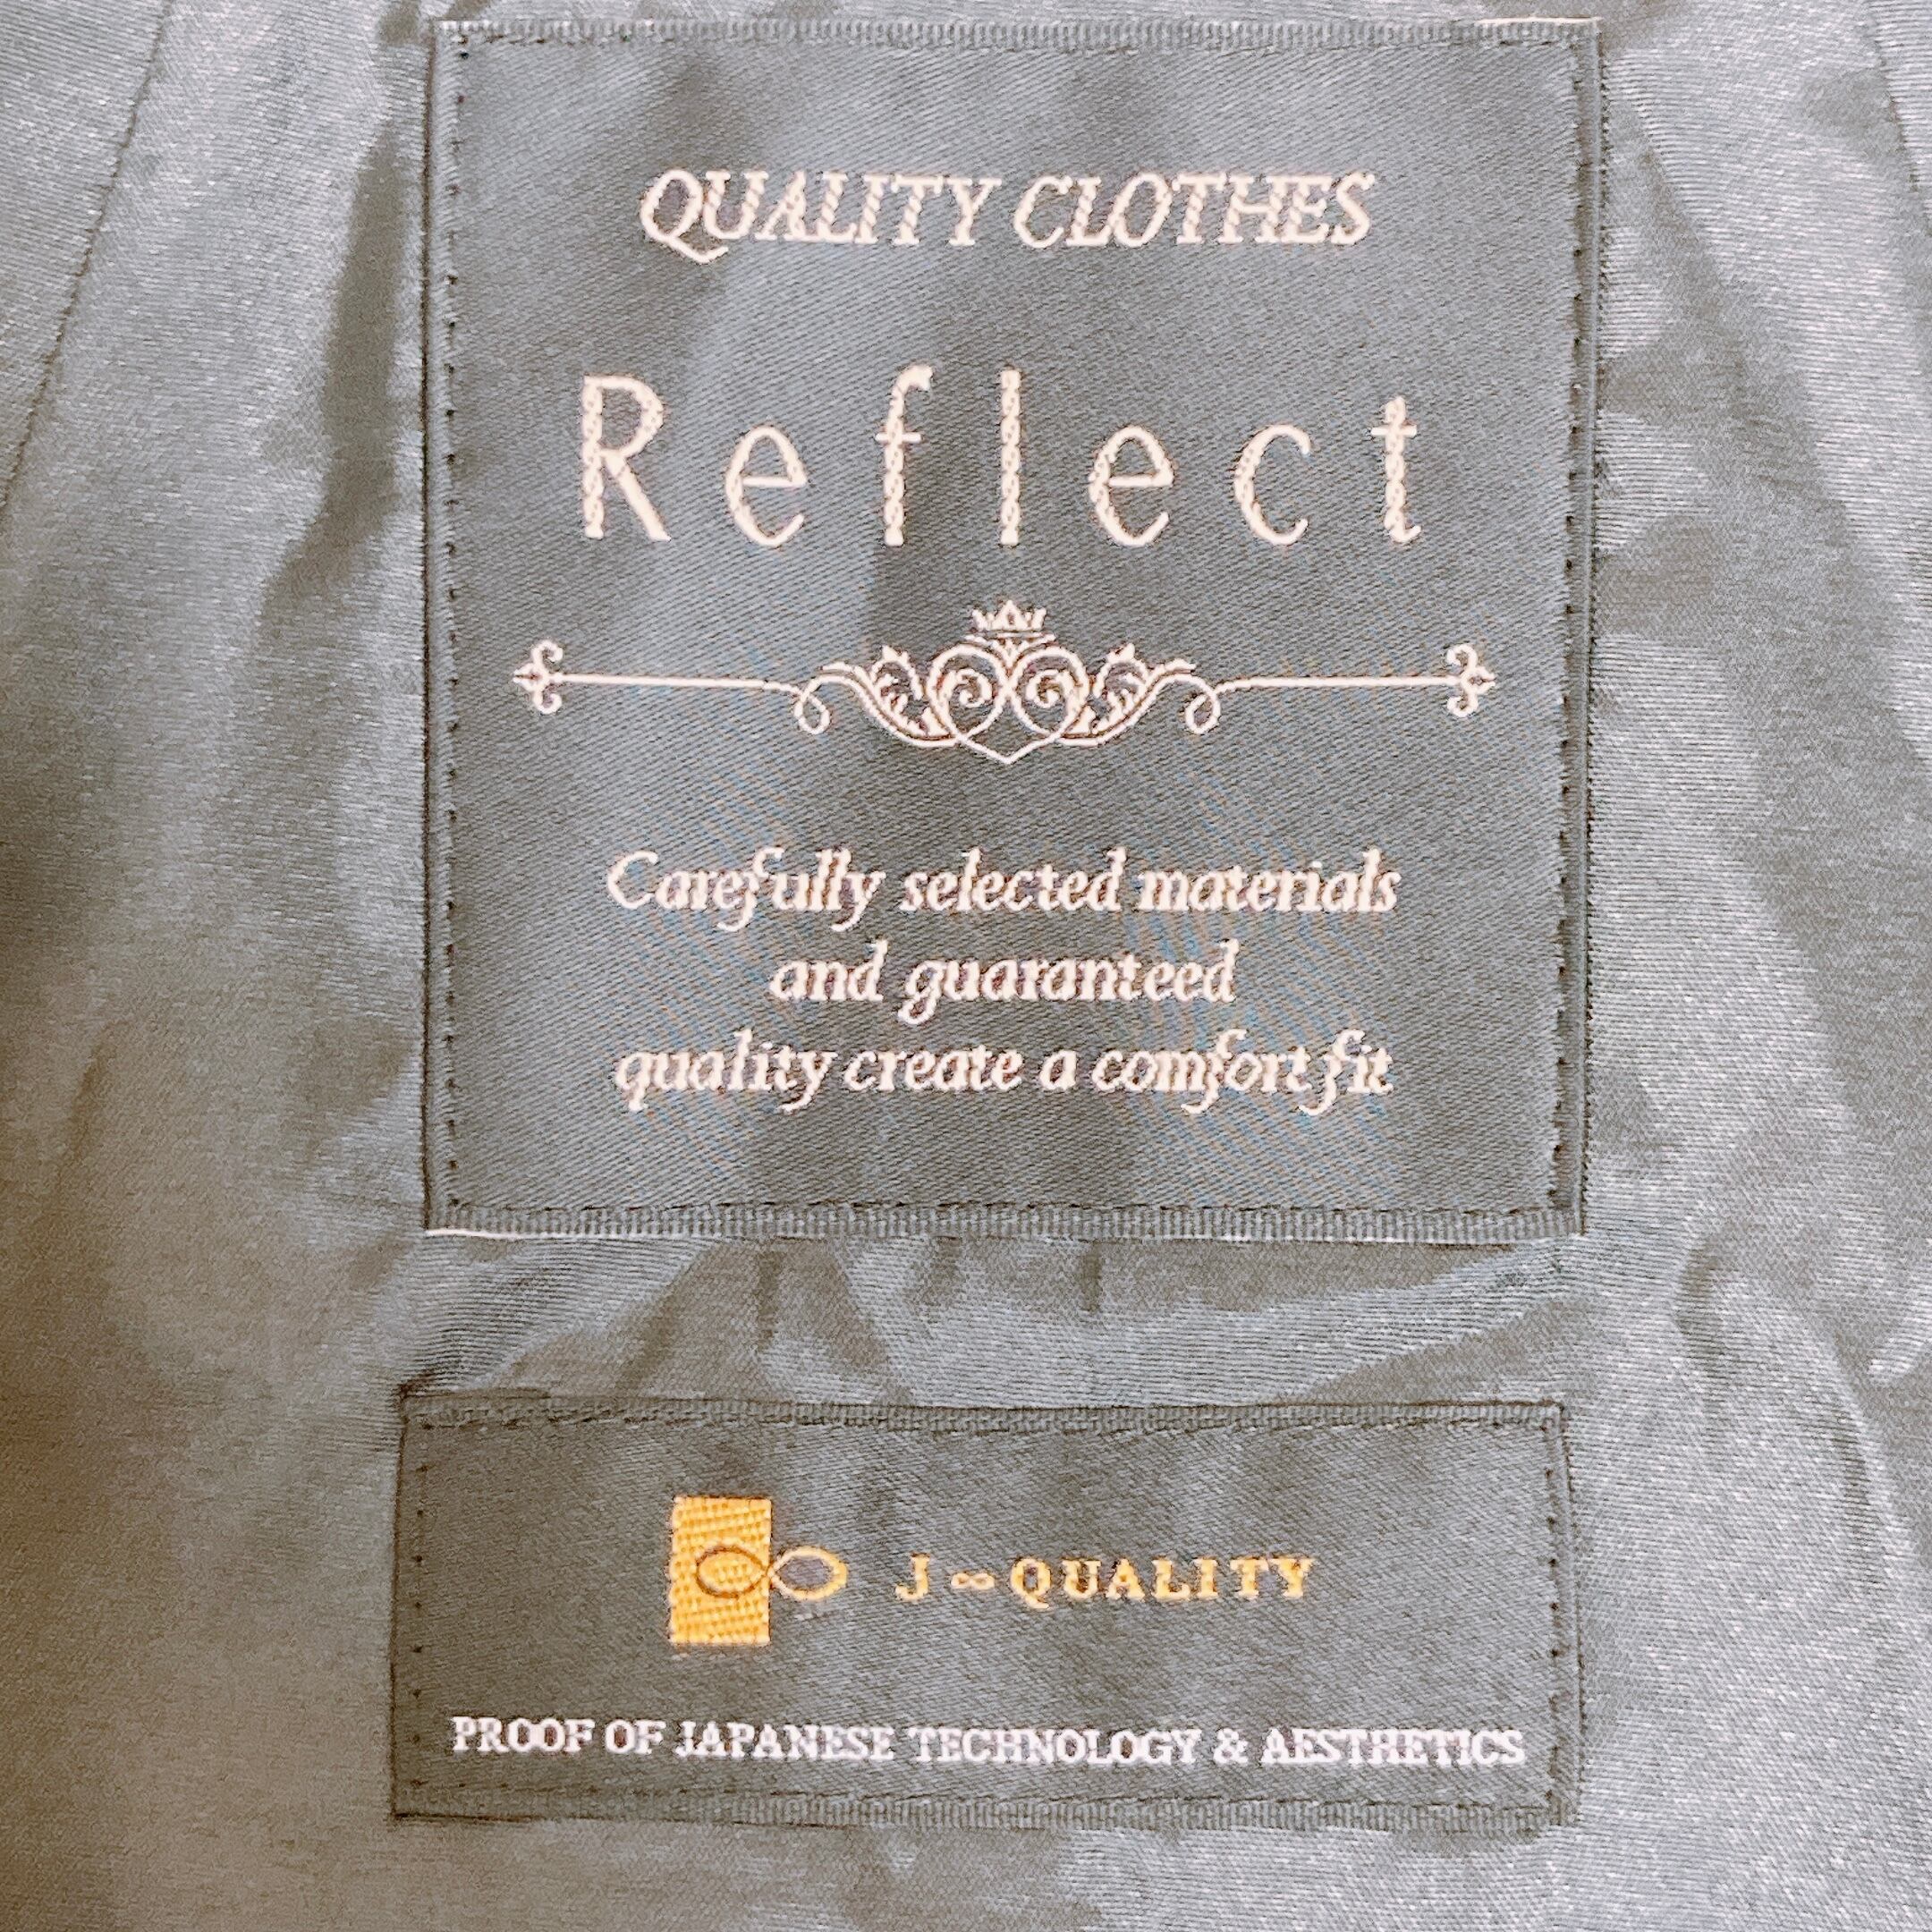 QUALITY CLOTHES
Reflect
Carefully selected materials
and guaranteed
quality create a comfort fit
J∞QUALITY
PROOF OF JAPANESE TECHNOLOGY & AESTHETICS